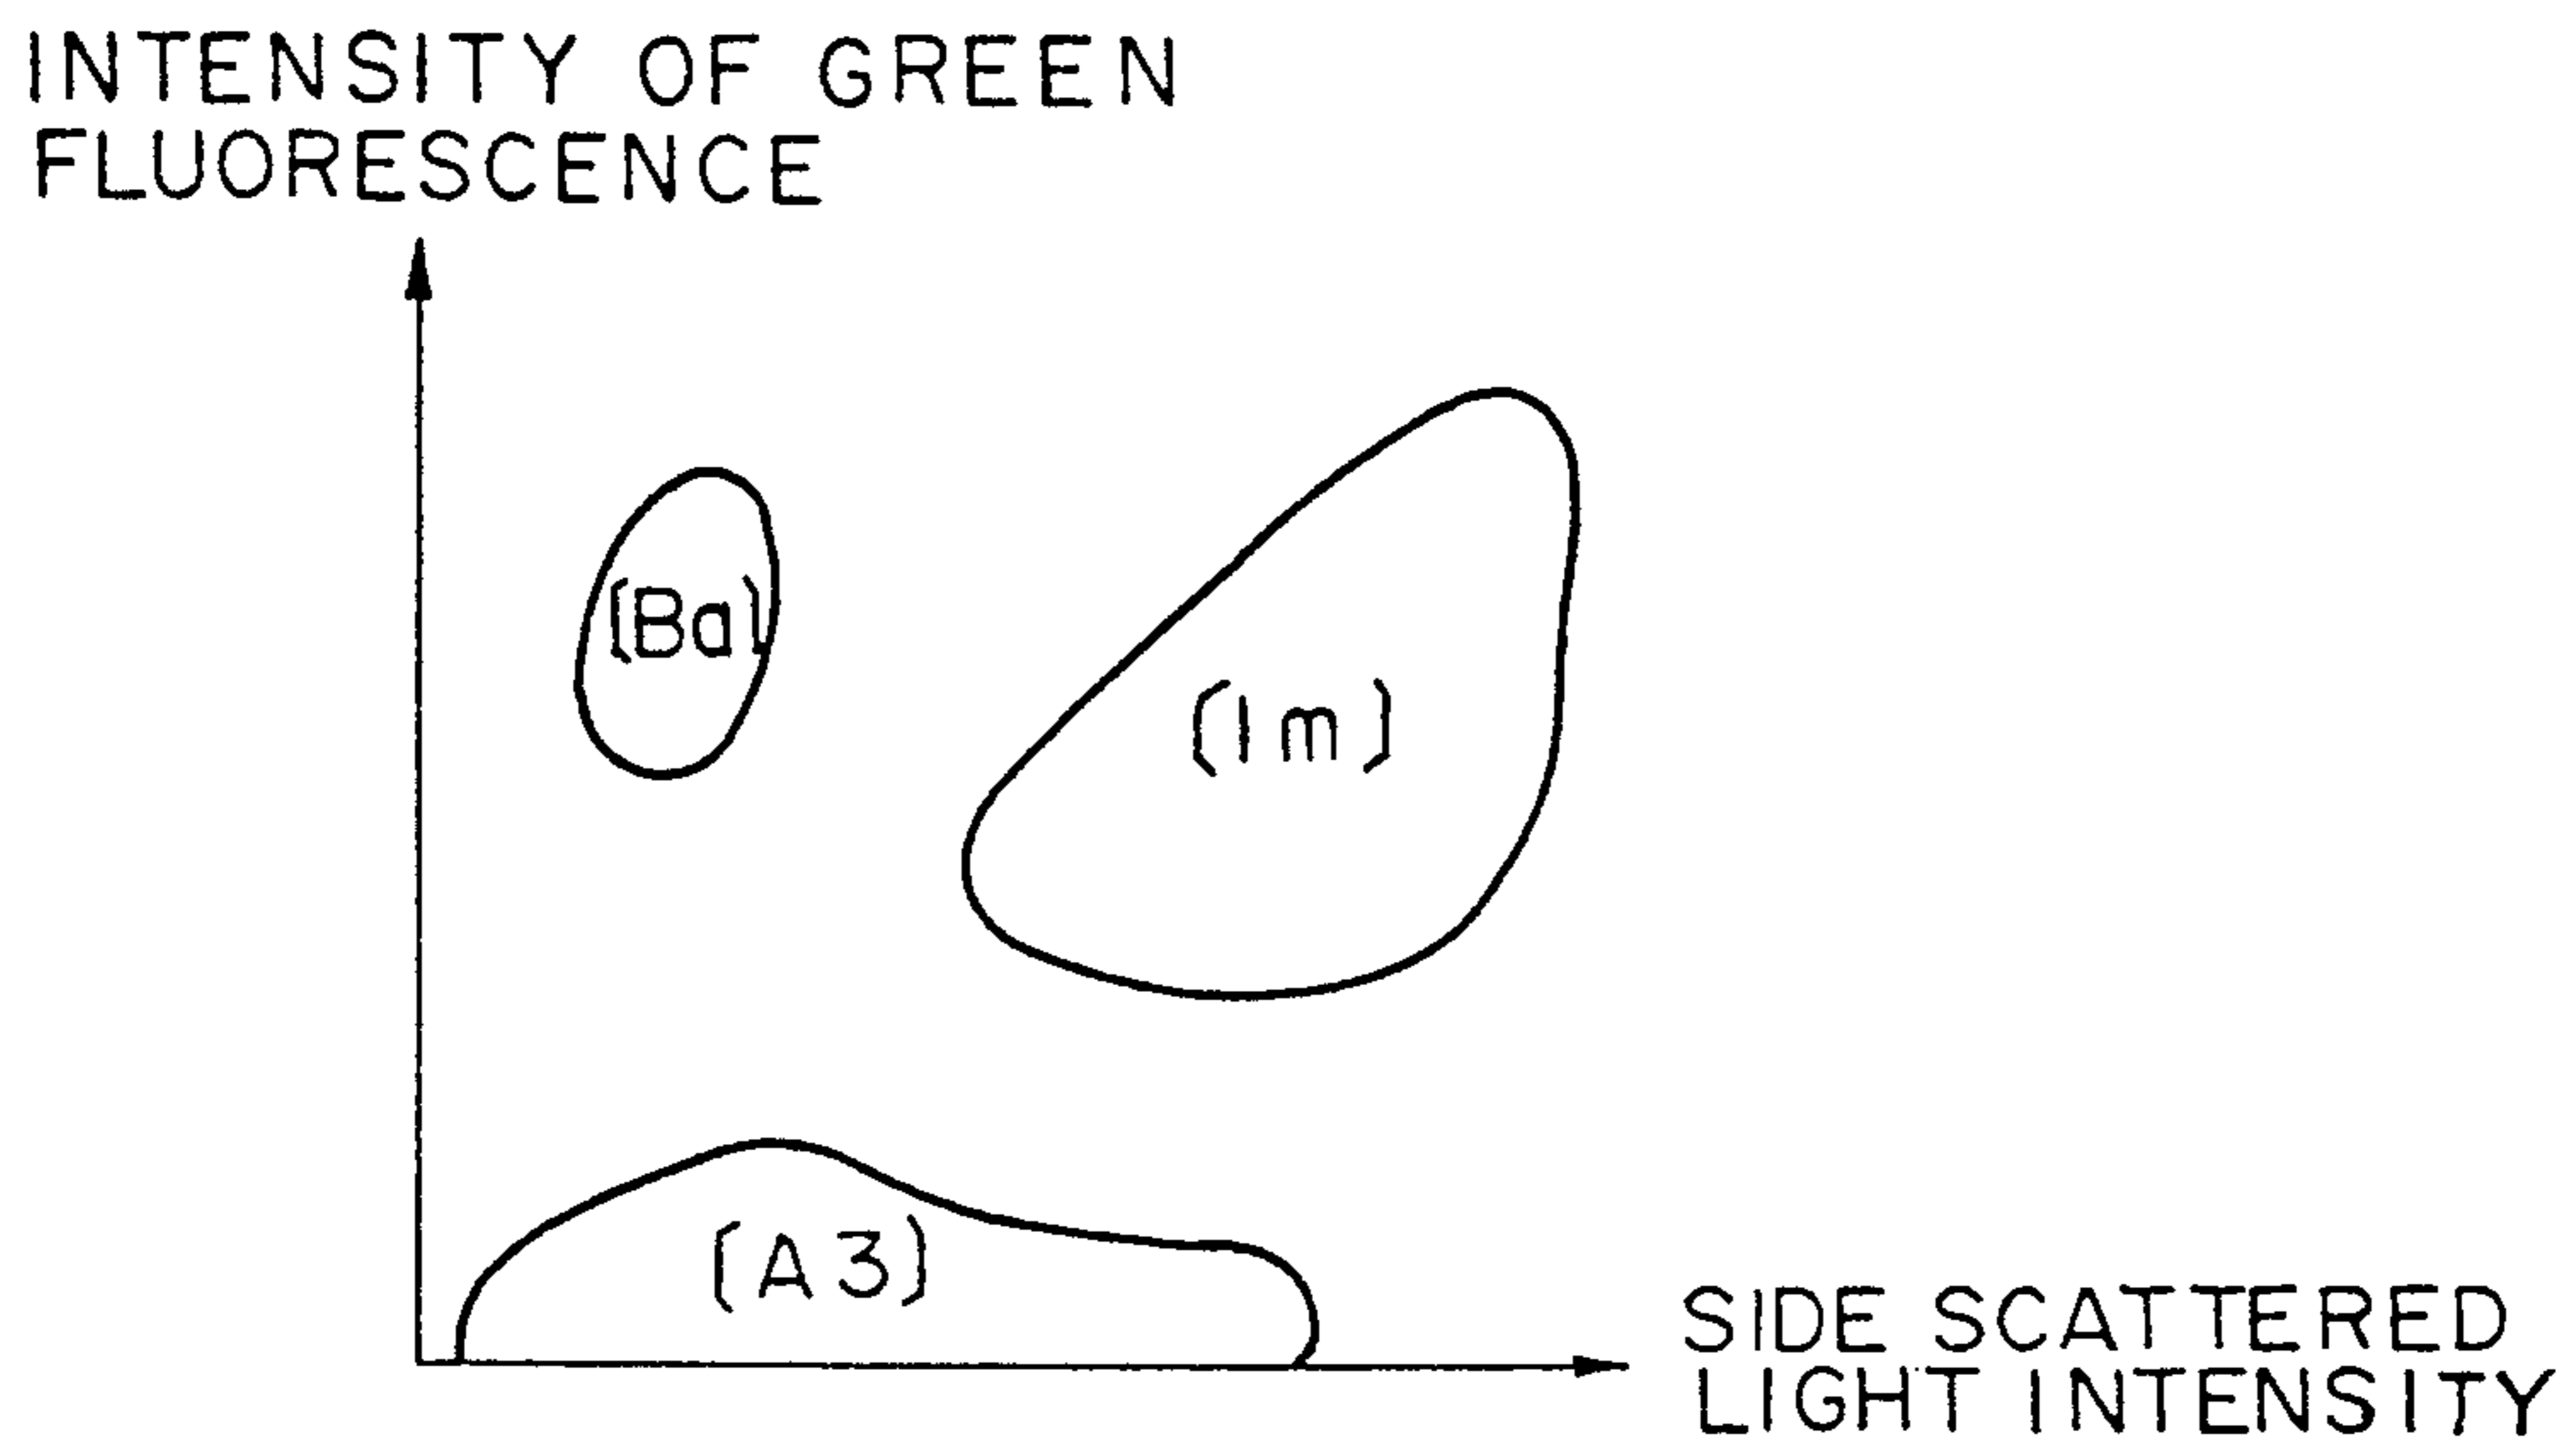 INTENSITY OF GREEN
FLUORESCENCE
(Ba)
(Im)
(A3)
SIDE SCATTERED
LIGHT INTENSITY